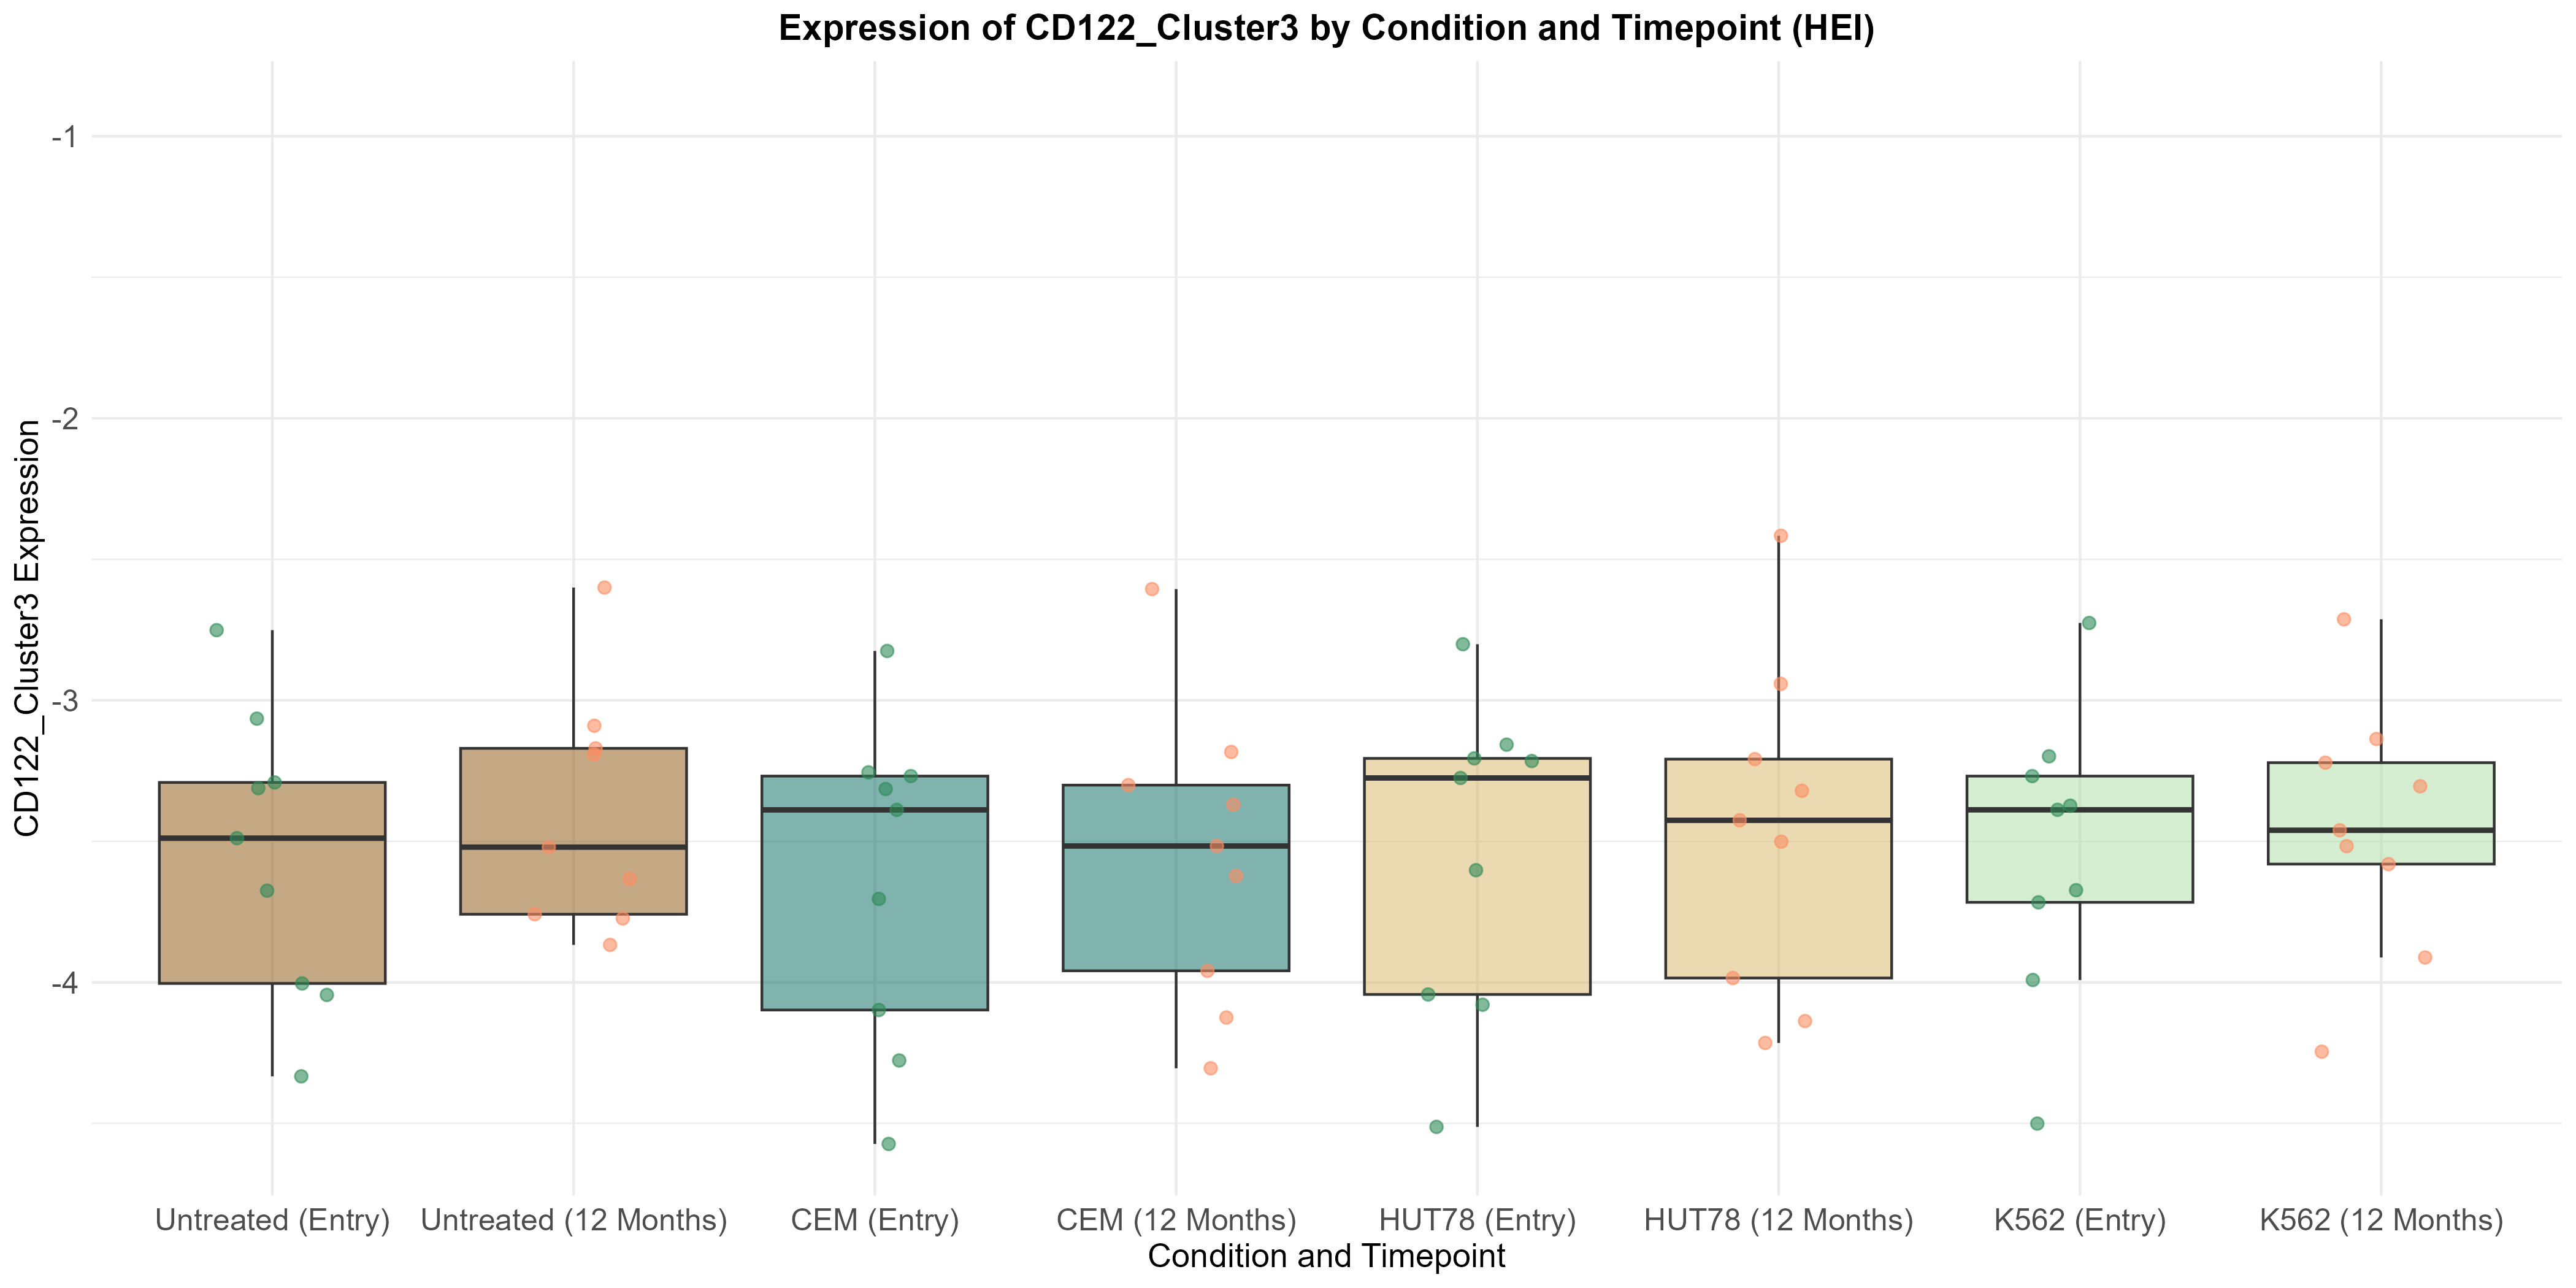 Expression of CD122_Cluster3 by Condition and Timepoint (HEI)
CD122_Cluster3 Expression
-1
-2
-3
-4
Untreated (Entry)
Untreated (12 Months)
CEM (Entry)
CEM (12 Months)
HUT78 (Entry)
HUT78 (12 Months)
K562 (Entry)
K562 (12 Months)
Condition and Timepoint